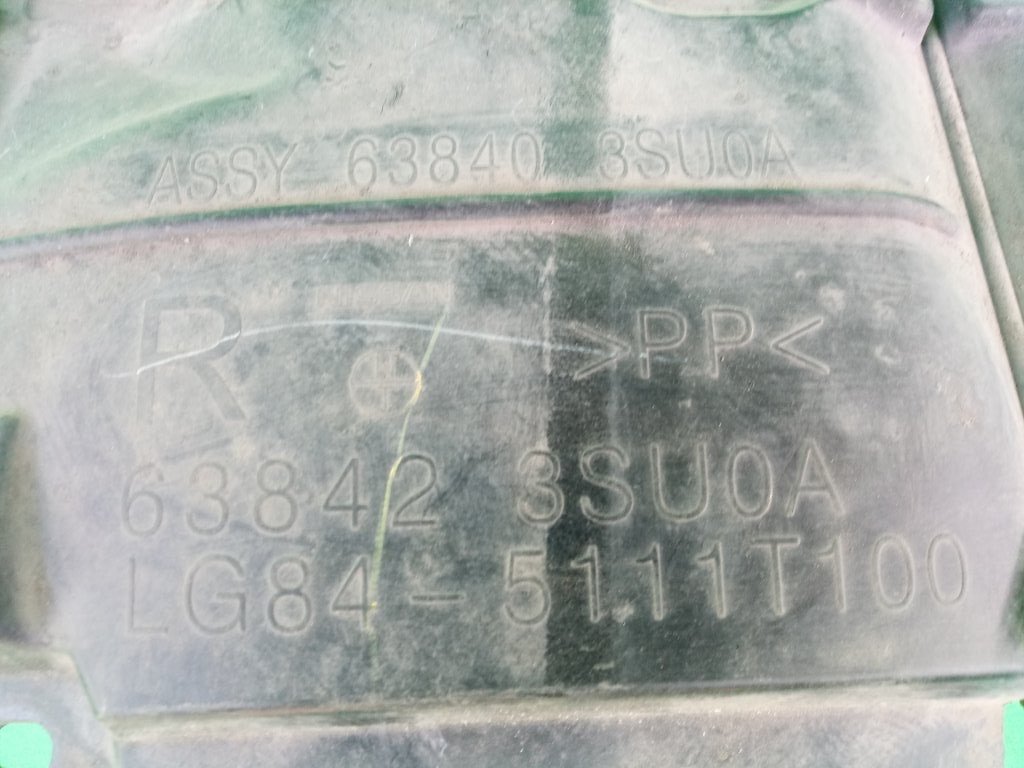 ASSY 63840 3SU0A
R >PP<
63842 3SU0A
LG84-5111T100